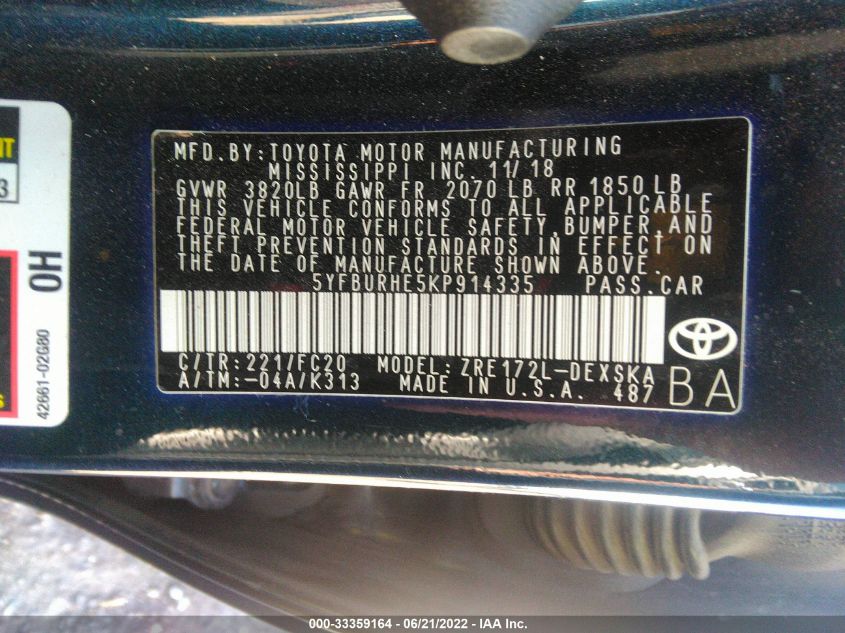 MFD.BY:TOYOTA MOTOR MANUFACTURING
MISSISSIPPI INC. 11/18
GVWR 3820LB GAWR FR 2070 LB RR 1850 LB
THIS VEHICLE CONFORMS TO ALL APPLICABLE
FEDERAL MOTOR VEHICLE SAFETY,BUMPER,AND
THEFT PREVENTION STANDARDS IN EFFECT ON
THE DATE OF MANUFACTURE SHOWN ABOVE.
5YFBURHE5KP914335 PASS.CAR
C/TR:221/FC20 MODEL:ZRE172L-DEXSKA
A/TM:-04A/K313 MADE IN U.S.A. 487
BA
OH
42661-02G80
000-33359164 - 06/21/2022 - IAA Inc.